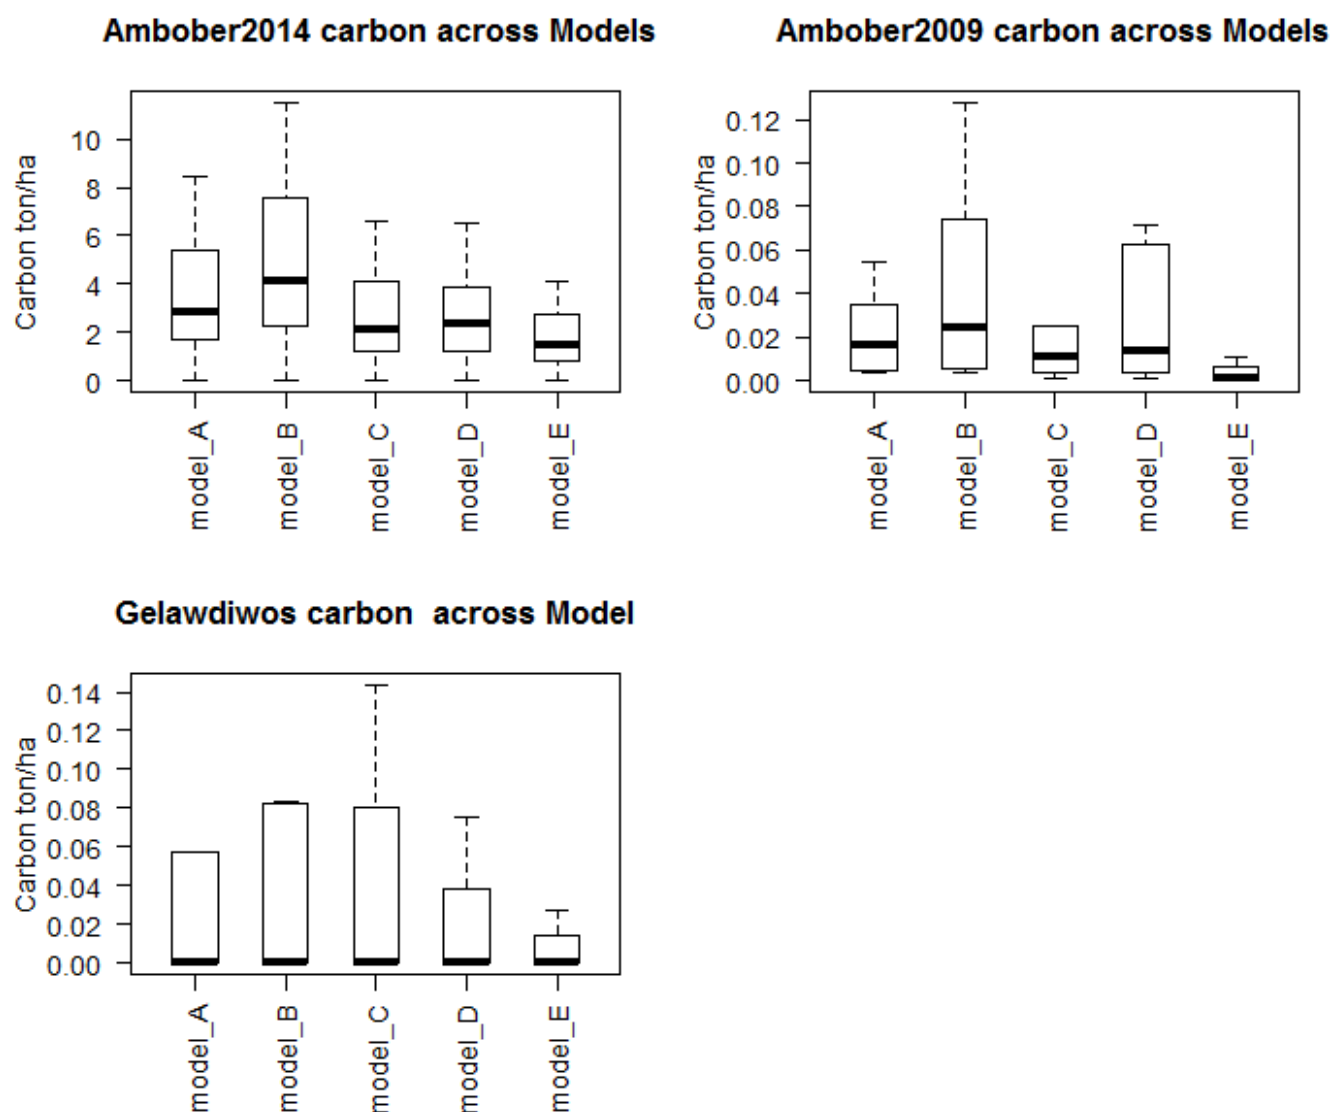 Ambober2014 carbon across Models
Carbon ton/ha
10
8
6
4
2
0
model_A
model_B
model_C
model_D
model_E
Ambober2009 carbon across Models
Carbon ton/ha
0.12
0.10
0.08
0.06
0.04
0.02
0.00
model_A
model_B
model_C
model_D
model_E
Gelawdiwos carbon  across Model
Carbon ton/ha
0.14
0.12
0.10
0.08
0.06
0.04
0.02
0.00
model_A
model_B
model_C
model_D
model_E